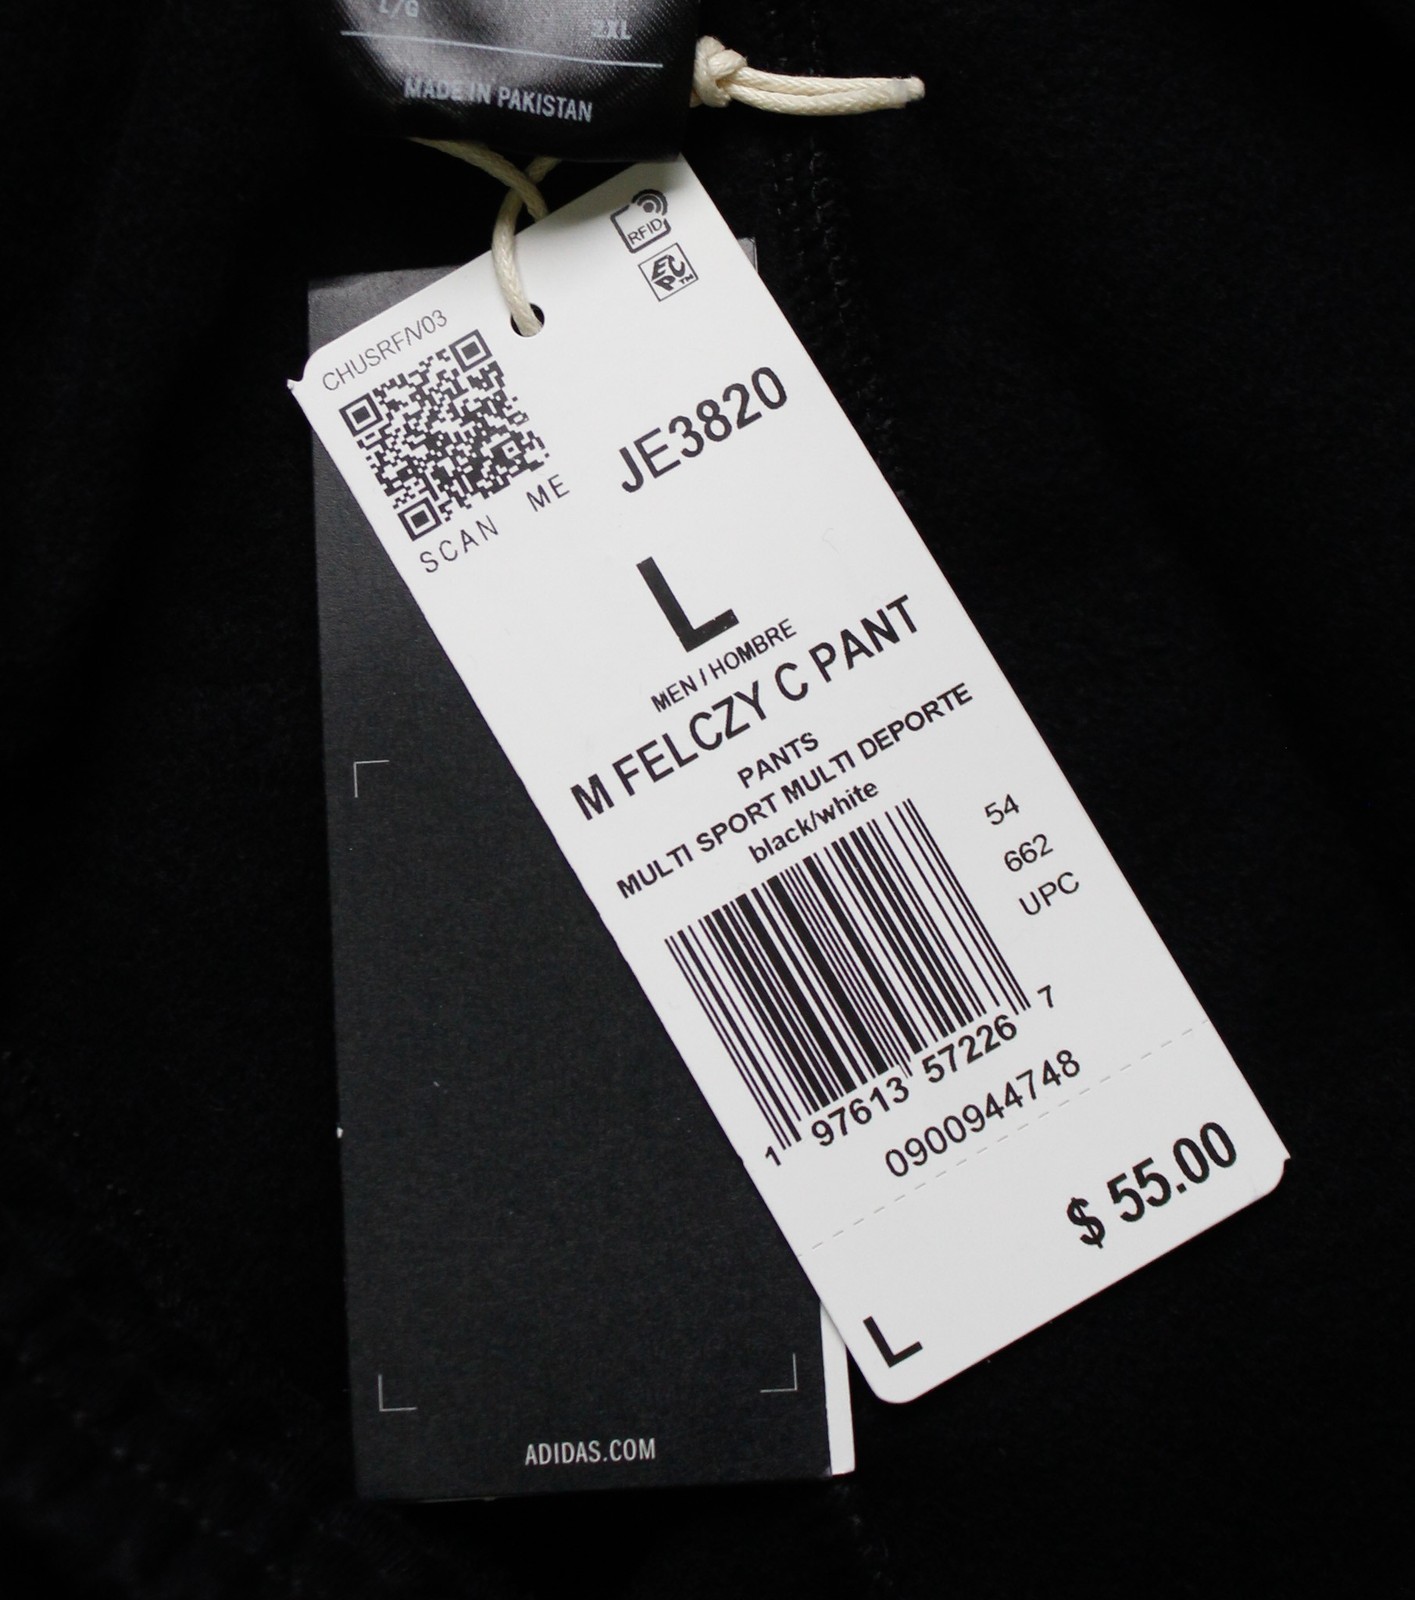 L/G
2XL
MADE IN PAKISTAN
RFID
EPC™
CHUSRF/V03
SCAN ME
JE3820
L
MEN / HOMBRE
M FELCZY C PANT
PANTS
MULTI SPORT MULTI DEPORTE
black/white
54
662
UPC
1 97613 57226 7
0900944748
$ 55.00
L
ADIDAS.COM